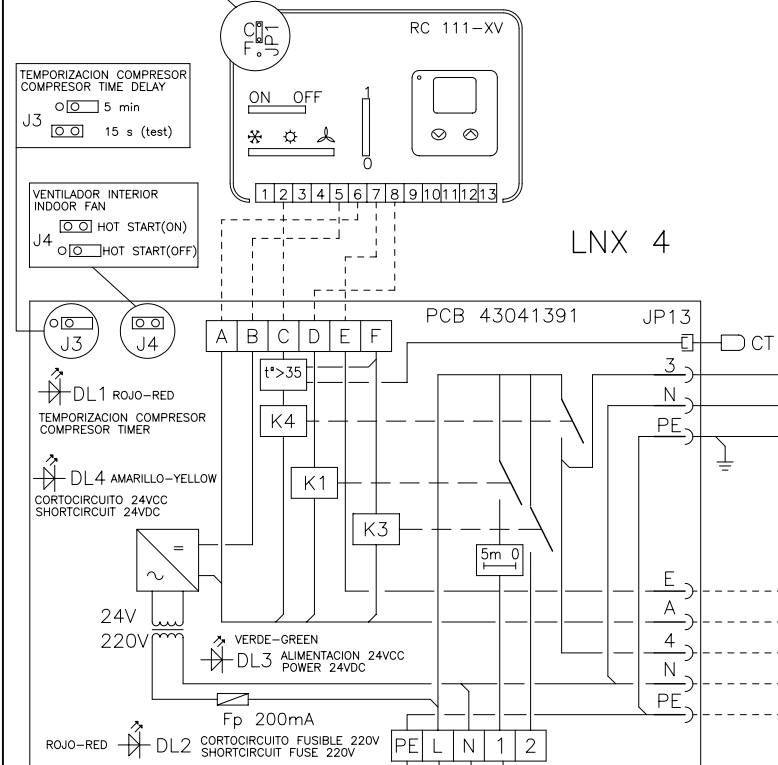 C
F
JP1
RC 111-XV
TEMPORIZACION COMPRESOR
COMPRESOR TIME DELAY
J3
5 min
15 s (test)
ON OFF
1
0
1 2 3 4 5 6 7 8 9 10 11 12 13
VENTILADOR INTERIOR
INDOOR FAN
J4
HOT START(ON)
HOT START(OFF)
LNX 4
J3
J4
A B C D E F
PCB 43041391
JP13
CT
tª>35
3
N
PE
DL1 ROJO-RED
TEMPORIZACION COMPRESOR
COMPRESOR TIMER
K4
DL4 AMARILLO-YELLOW
CORTOCIRCUITO 24VCC
SHORTCIRCUIT 24VDC
K1
K3
=
~
5m 0
E
A
4
N
PE
24V
220V
VERDE-GREEN
DL3 ALIMENTACION 24VCC
POWER 24VDC
Fp 200mA
ROJO-RED DL2 CORTOCIRCUITO FUSIBLE 220V
SHORTCIRCUIT FUSE 220V
PE L N 1 2